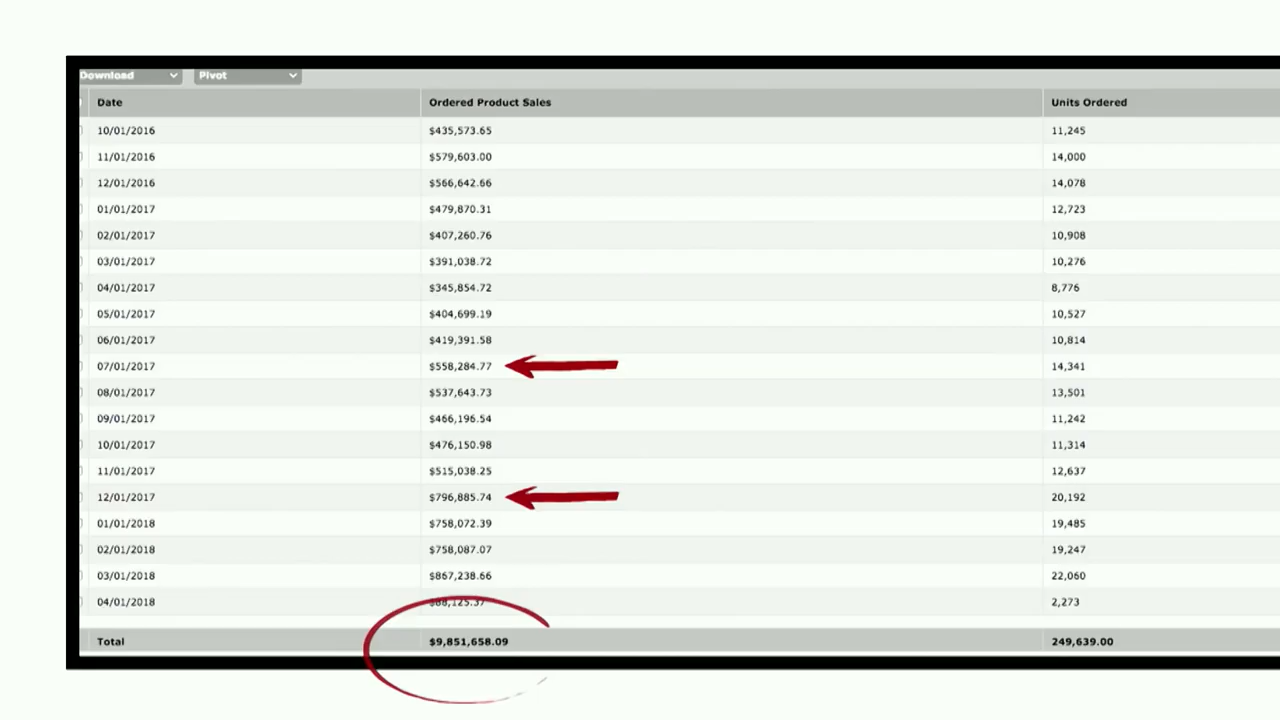 Download Pivot
Date Ordered Product Sales Units Ordered
10/01/2016 $435,573.65 11,245
11/01/2016 $579,603.00 14,000
12/01/2016 $566,642.66 14,078
01/01/2017 $479,870.31 12,723
02/01/2017 $407,260.76 10,908
03/01/2017 $391,038.72 10,276
04/01/2017 $345,854.72 8,776
05/01/2017 $404,699.19 10,527
06/01/2017 $419,391.58 10,814
07/01/2017 $558,284.77 14,341
08/01/2017 $537,643.73 13,501
09/01/2017 $466,196.54 11,242
10/01/2017 $476,150.98 11,314
11/01/2017 $515,038.25 12,637
12/01/2017 $796,885.74 20,192
01/01/2018 $758,072.39 19,485
02/01/2018 $758,087.07 19,247
03/01/2018 $867,238.66 22,060
04/01/2018 2,273
Total $9,851,658.09 249,639.00